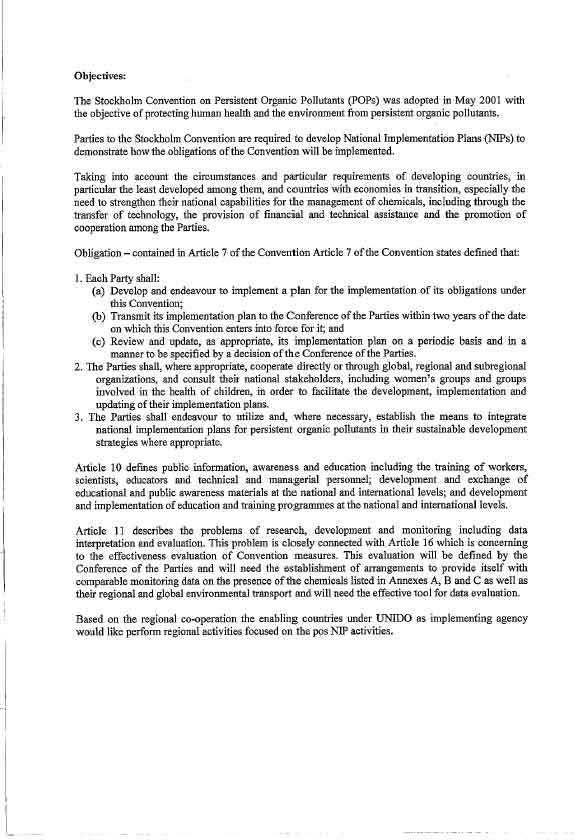 Objectives:
The Stockholm Convention on Persistent Organic Pollutants (POPs) was adopted in May 2001 with
the objective of protecting human health and the environment from persistent organic pollutants.
Parties to the Stockholm Convention are required to develop National Implementation Plans (NIPs) to
demonstrate how the obligations of the Convention will be implemented.
Taking into account the circumstances and particular requirements of developing countries, in
particular the least developed among them, and countries with economies in transition, especially the
need to strengthen their national capabilities for the management of chemicals, including through the
transfer of technology, the provision of financial and technical assistance and the promotion of
cooperation among the Parties.
Obligation – contained in Article 7 of the Convention Article 7 of the Convention states defined that:
1. Each Party shall:
(a) Develop and endeavour to implement a plan for the implementation of its obligations under
this Convention;
(b) Transmit its implementation plan to the Conference of the Parties within two years of the date
on which this Convention enters into force for it; and
(c) Review and update, as appropriate, its implementation plan on a periodic basis and in a
manner to be specified by a decision of the Conference of the Parties.
2. The Parties shall, where appropriate, cooperate directly or through global, regional and subregional
organizations, and consult their national stakeholders, including women's groups and groups
involved in the health of children, in order to facilitate the development, implementation and
updating of their implementation plans.
3. The Parties shall endeavour to utilize and, where necessary, establish the means to integrate
national implementation plans for persistent organic pollutants in their sustainable development
strategies where appropriate.
Article 10 defines public information, awareness and education including the training of workers,
scientists, educators and technical and managerial personnel; development and exchange of
educational and public awareness materials at the national and international levels; and development
and implementation of education and training programmes at the national and international levels.
Article 11 describes the problems of research, development and monitoring including data
interpretation and evaluation. This problem is closely connected with Article 16 which is concerning
to the effectiveness evaluation of Convention measures. This evaluation will be defined by the
Conference of the Parties and will need the establishment of arrangements to provide itself with
comparable monitoring data on the presence of the chemicals listed in Annexes A, B and C as well as
their regional and global environmental transport and will need the effective tool for data evaluation.
Based on the regional co-operation the enabling countries under UNIDO as implementing agency
would like perform regional activities focused on the pos NIP activities.